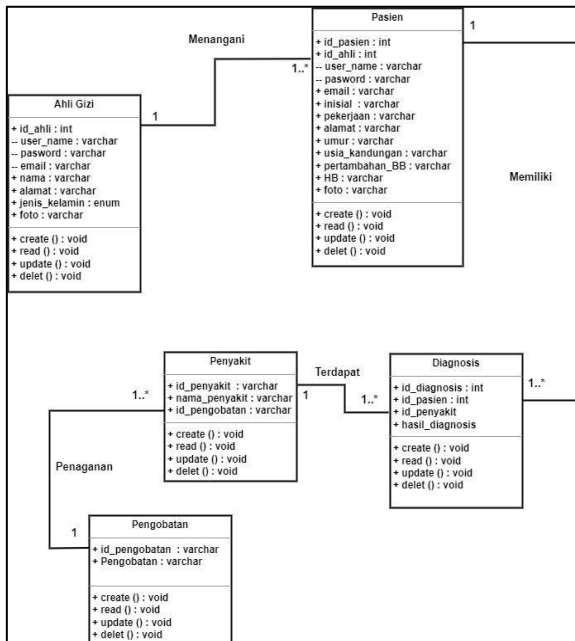 Pasien
+ id_pasien : int
+ id_ahli : int
-- user_name : varchar
-- pasword : varchar
+ email : varchar
+ inisial : varchar
+ pekerjaan : varchar
+ alamat : varchar
+ umur : varchar
+ usia_kandungan : varchar
+ pertambahan_BB : varchar
+ HB : varchar
+ foto : varchar
+ create () : void
+ read () : void
+ update () : void
+ delet () : void
1
Menangani
1..*
1
Ahli Gizi
+ id_ahli : int
-- user_name : varchar
-- pasword : varchar
-- email : varchar
+ nama : varchar
+ alamat : varchar
+ jenis_kelamin : enum
+ foto : varchar
+ create () : void
+ read () : void
+ update () : void
+ delet () : void
Memiliki
Penyakit
+ id_penyakit : varchar
+ nama_penyakit : varchar
+ id_pengobatan : varchar
+ create () : void
+ read () : void
+ update () : void
+ delet () : void
Terdapat
1
1..*
Diagnosis
+ id_diagnosis : int
+ id_pasien : int
+ id_penyakit
+ hasil_diagnosis
+ create () : void
+ read () : void
+ update () : void
+ delet () : void
1..*
1..*
Penaganan
1
Pengobatan
+ id_pengobatan : varchar
+ Pengobatan : varchar
+ create () : void
+ read () : void
+ update () : void
+ delet () : void